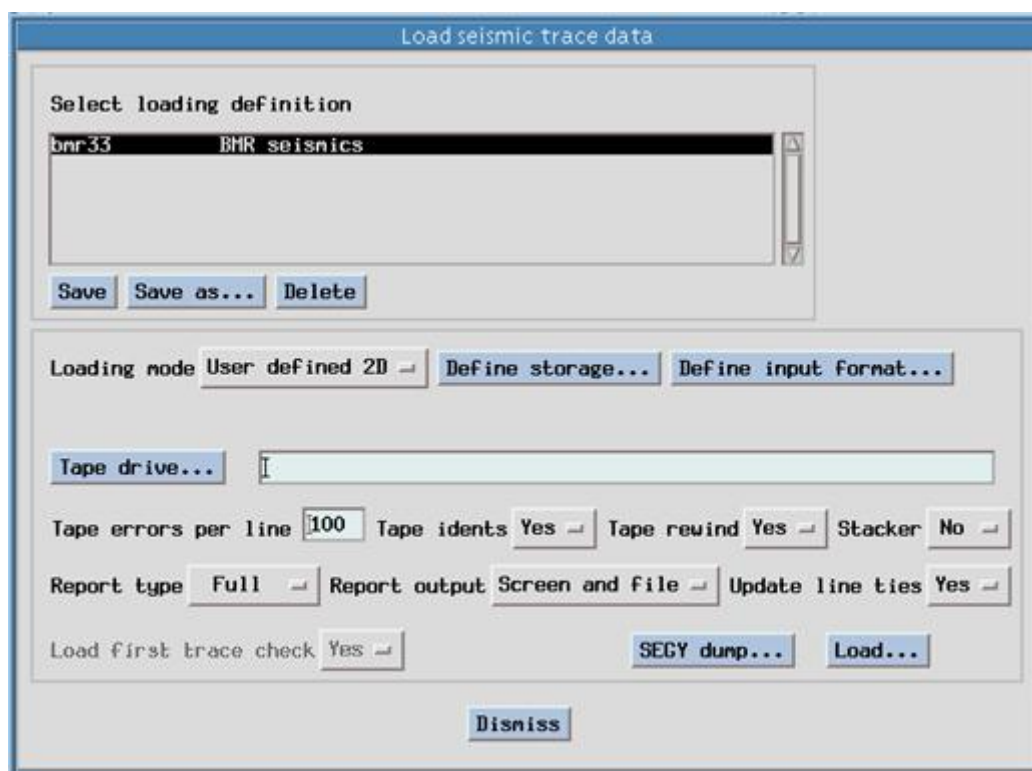 Load seismic trace data
Select loading definition
bmr33 BMR seismics
Save Save as... Delete
Loading mode User defined 2D Define storage... Define input format...
Tape drive...
Tape errors per line 100 Tape idents Yes Tape rewind Yes Stacker No
Report type Full Report output Screen and file Update line ties Yes
Load first trace check Yes SEGY dump... Load...
Dismiss